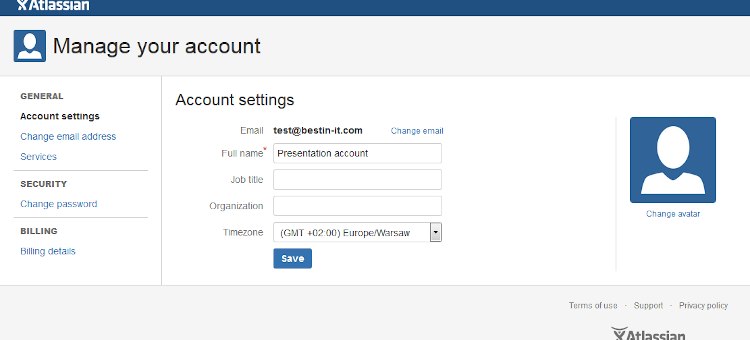 Atlassian
Manage your account
GENERAL
Account settings
Change email address
Services
SECURITY
Change password
BILLING
Billing details
Account settings
Email test@bestin-it.com Change email
Full name* Presentation account
Job title
Organization
Timezone (GMT +02:00) Europe/Warsaw
Save
Change avatar
Terms of use · Support · Privacy policy
Atlassian